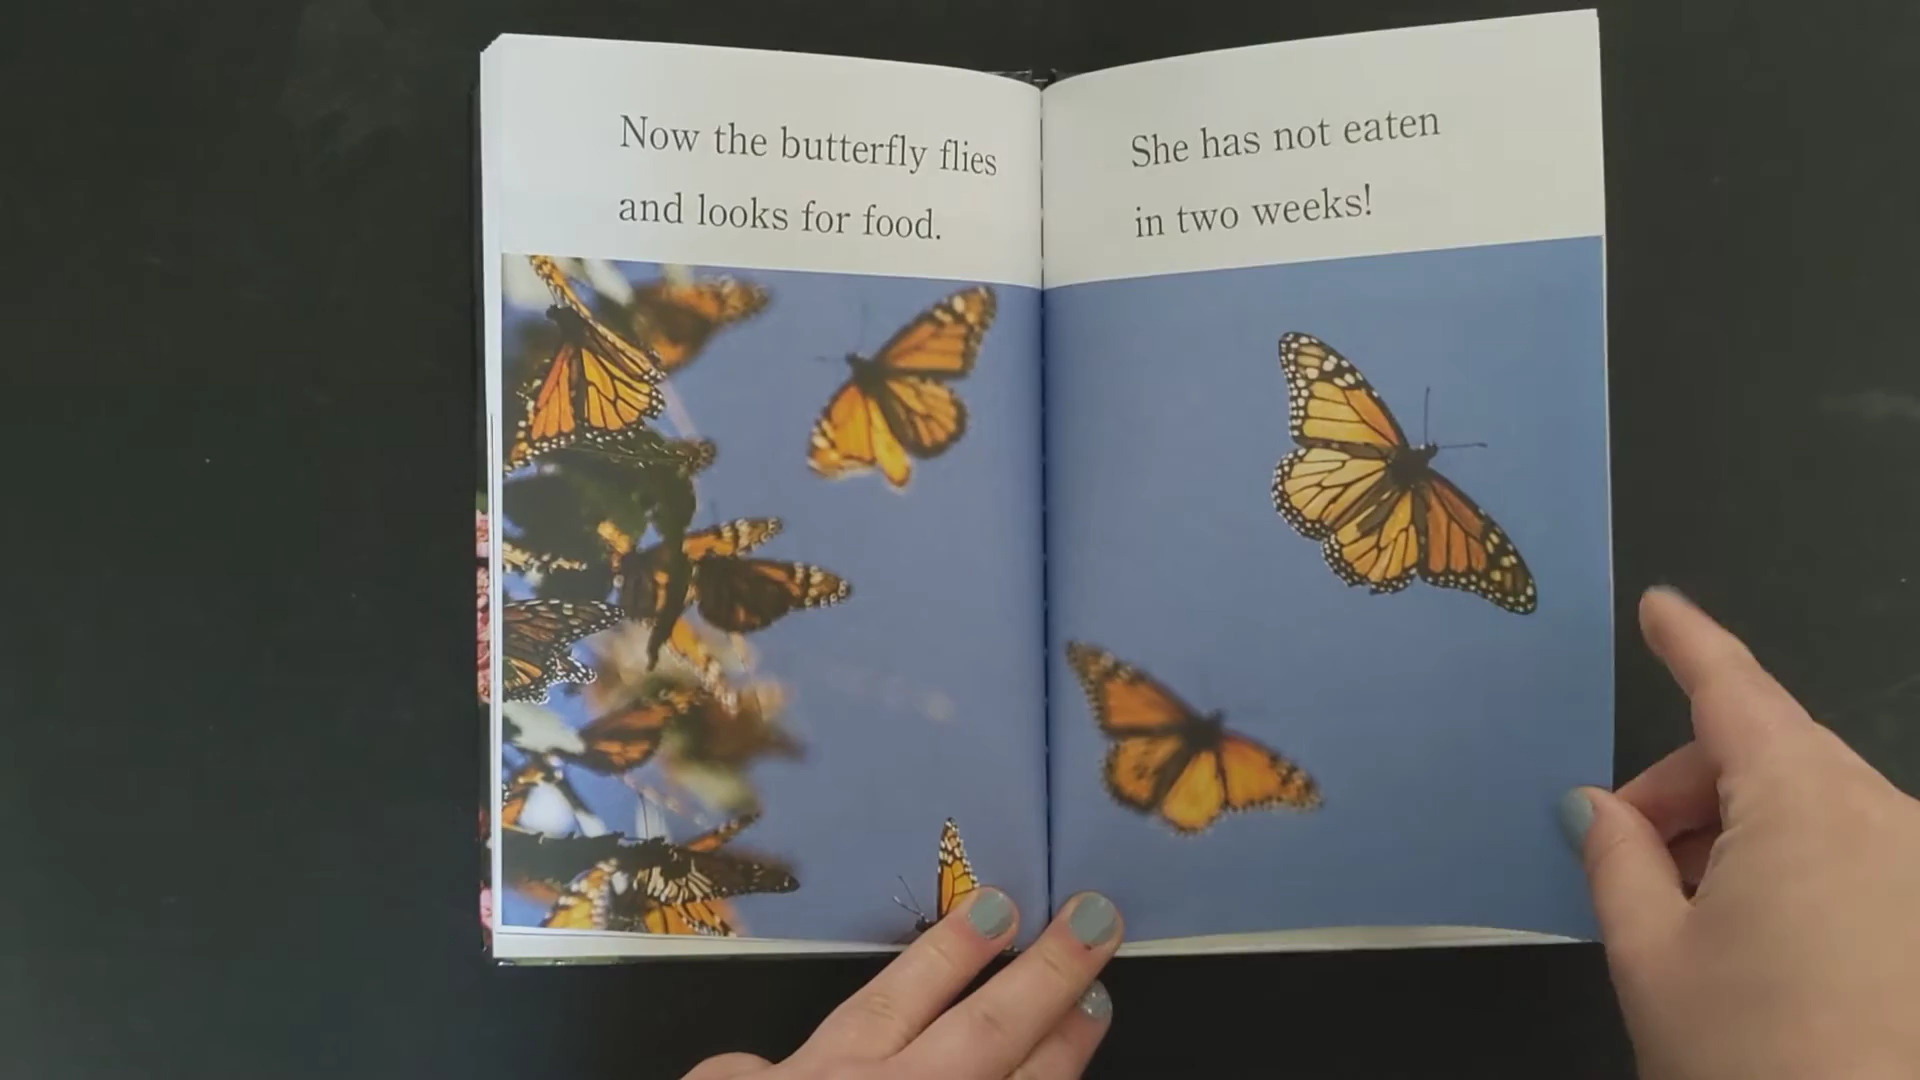 Now the butterfly flies
and looks for food.
She has not eaten
in two weeks!